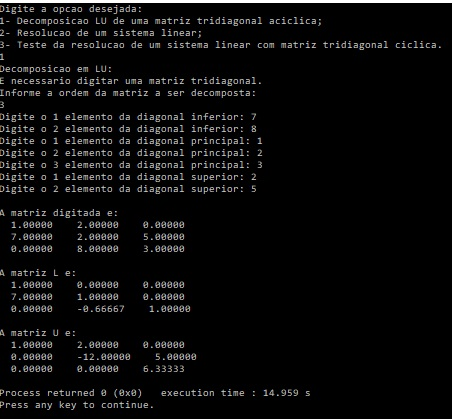 Digite a opcao desejada:
1- Decomposicao LU de uma matriz tridiagonal aciclica;
2- Resolucao de um sistema linear;
3- Teste da resolucao de um sistema linear com matriz tridiagonal ciclica.
1
Decomposicao em LU:
E necessario digitar uma matriz tridiagonal.
Informe a ordem da matriz a ser decomposta:
3
Digite o 1 elemento da diagonal inferior: 7
Digite o 2 elemento da diagonal inferior: 8
Digite o 1 elemento da diagonal principal: 1
Digite o 2 elemento da diagonal principal: 2
Digite o 3 elemento da diagonal principal: 3
Digite o 1 elemento da diagonal superior: 2
Digite o 2 elemento da diagonal superior: 5
A matriz digitada e:
1.00000 2.00000 0.00000
7.00000 2.00000 5.00000
0.00000 8.00000 3.00000
A matriz L e:
1.00000 0.00000 0.00000
7.00000 1.00000 0.00000
0.00000 -0.66667 1.00000
A matriz U e:
1.00000 2.00000 0.00000
0.00000 -12.00000 5.00000
0.00000 0.00000 6.33333
Process returned 0 (0x0) execution time : 14.959 s
Press any key to continue.